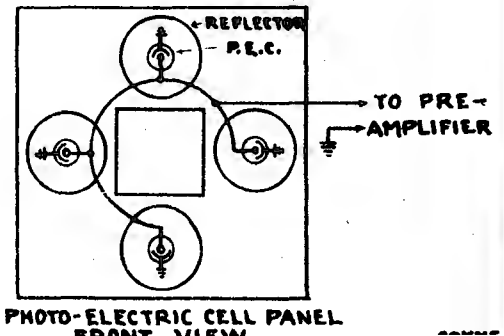 REFLECTOR
P.E.C.
TO PRE-
AMPLIFIER
PHOTO-ELECTRIC CELL PANEL
FRONT VIEW